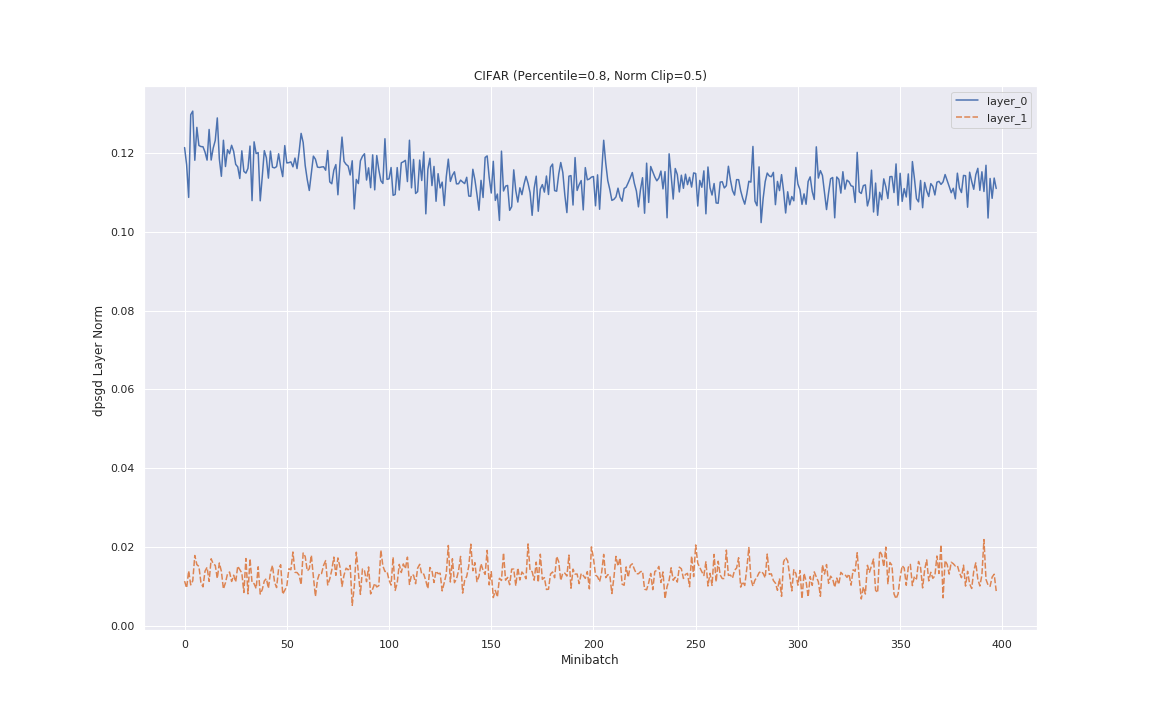 CIFAR (Percentile=0.8, Norm Clip=0.5)
layer_0
layer_1
dpsgd Layer Norm
0.12
0.10
0.08
0.06
0.04
0.02
0.00
0 50 100 150 200 250 300 350 400
Minibatch